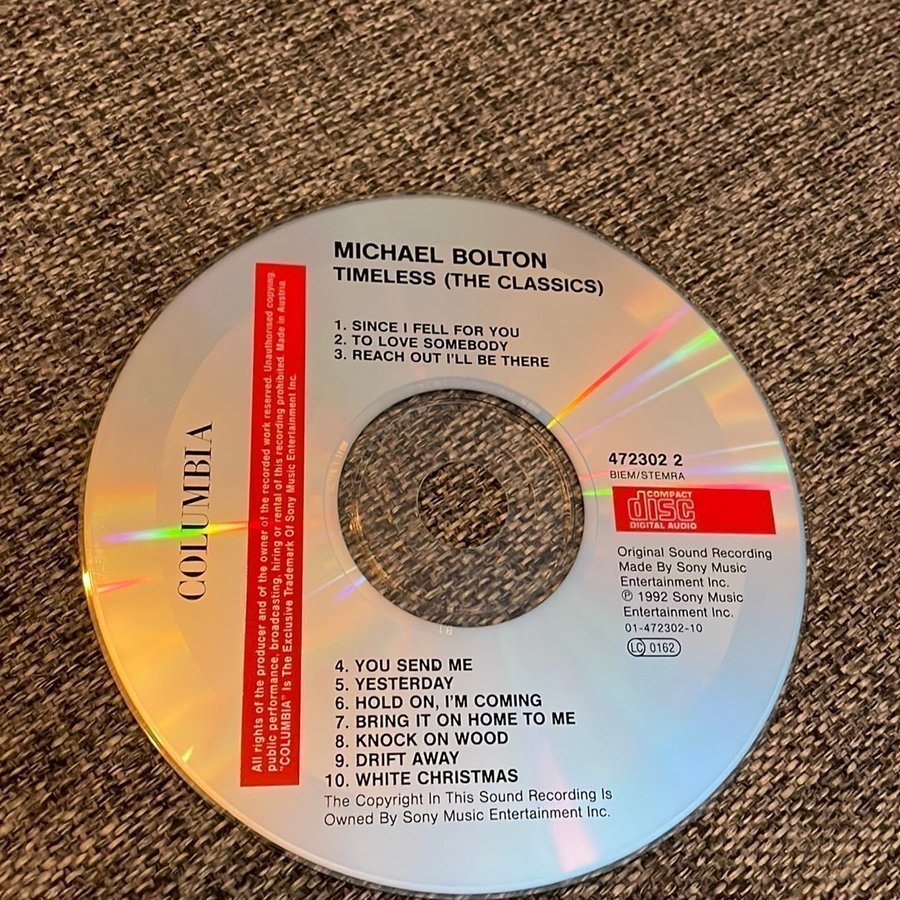 MICHAEL BOLTON
TIMELESS (THE CLASSICS)
1. SINCE I FELL FOR YOU
2. TO LOVE SOMEBODY
3. REACH OUT I'LL BE THERE
COLUMBIA
All rights of the producer and of the owner of the recorded work reserved. Unauthorised copying,
public performance, broadcasting, hiring or rental of this recording prohibited. Made in Austria
"COLUMBIA" Is The Exclusive Trademark Of Sony Music Entertainment Inc.
472302 2
BIEM/STEMRA
COMPACT
disc
DIGITAL AUDIO
Original Sound Recording
Made By Sony Music
Entertainment Inc.
℗ 1992 Sony Music
Entertainment Inc.
01-472302-10
LC 0162
4. YOU SEND ME
5. YESTERDAY
6. HOLD ON, I'M COMING
7. BRING IT ON HOME TO ME
8. KNOCK ON WOOD
9. DRIFT AWAY
10. WHITE CHRISTMAS
The Copyright In This Sound Recording Is
Owned By Sony Music Entertainment Inc.